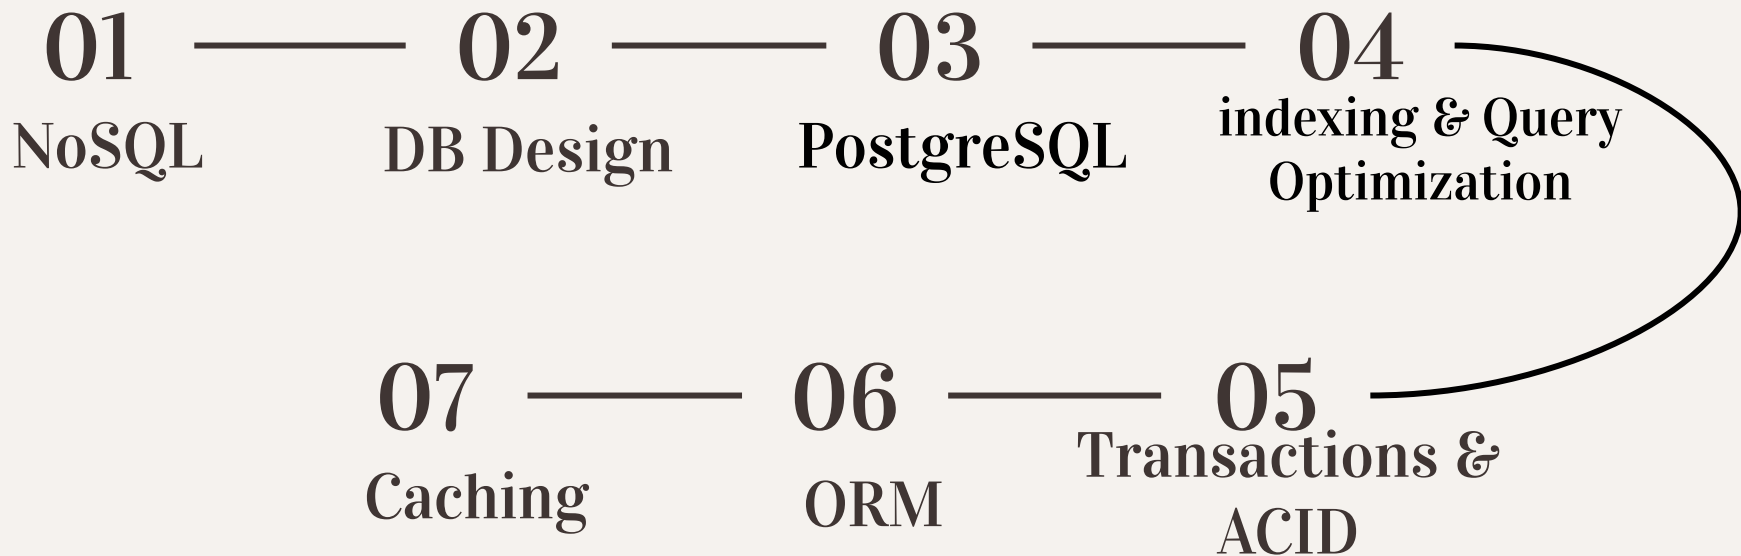 01
NoSQL
02
DB Design
03
PostgreSQL
04
indexing & Query
Optimization
05
Transactions &
ACID
06
ORM
07
Caching